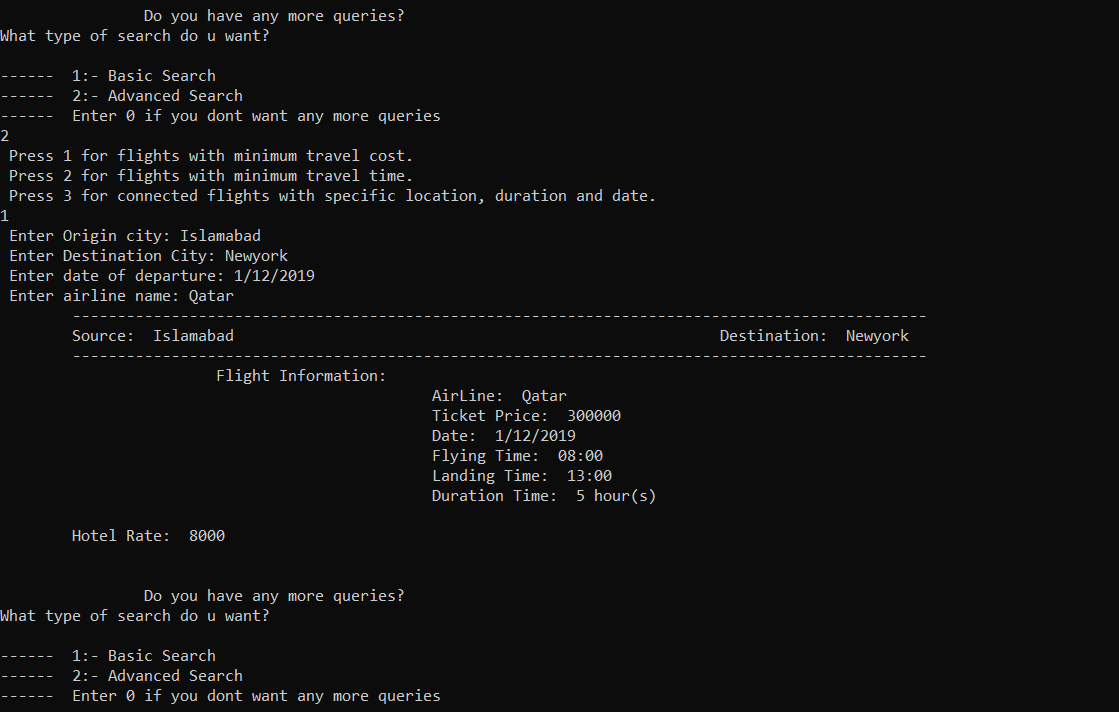 Do you have any more queries?
What type of search do u want?
------  1:- Basic Search
------  2:- Advanced Search
------  Enter 0 if you dont want any more queries
2
Press 1 for flights with minimum travel cost.
Press 2 for flights with minimum travel time.
Press 3 for connected flights with specific location, duration and date.
1
Enter Origin city: Islamabad
Enter Destination City: Newyork
Enter date of departure: 1/12/2019
Enter airline name: Qatar
-----------------------------------------------------------------------------------------------
Source:  Islamabad                                                      Destination:  Newyork
-----------------------------------------------------------------------------------------------
Flight Information:
AirLine:  Qatar
Ticket Price:  300000
Date:  1/12/2019
Flying Time:  08:00
Landing Time:  13:00
Duration Time:  5 hour(s)
Hotel Rate:  8000
Do you have any more queries?
What type of search do u want?
------  1:- Basic Search
------  2:- Advanced Search
------  Enter 0 if you dont want any more queries